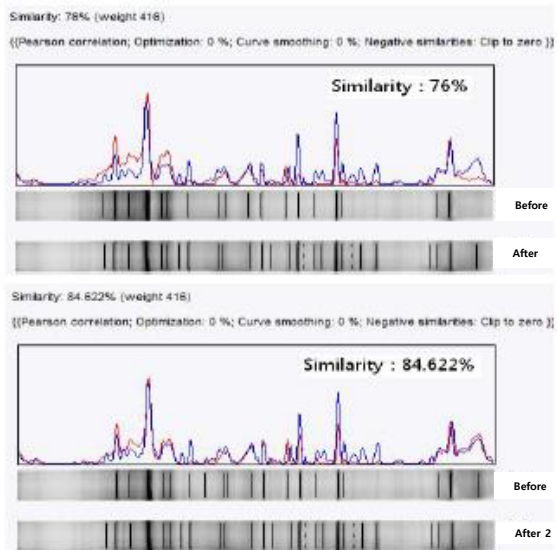 Similarity: 76% (weight 416)
{(Pearson correlation; Optimization: 0 %; Curve smoothing: 0 %; Negative similarities: Clip to zero )}
Similarity : 76%
Before
After
Similarity: 84.622% (weight 416)
{(Pearson correlation; Optimization: 0 %; Curve smoothing: 0 %; Negative similarities: Clip to zero )}
Similarity : 84.622%
Before
After 2